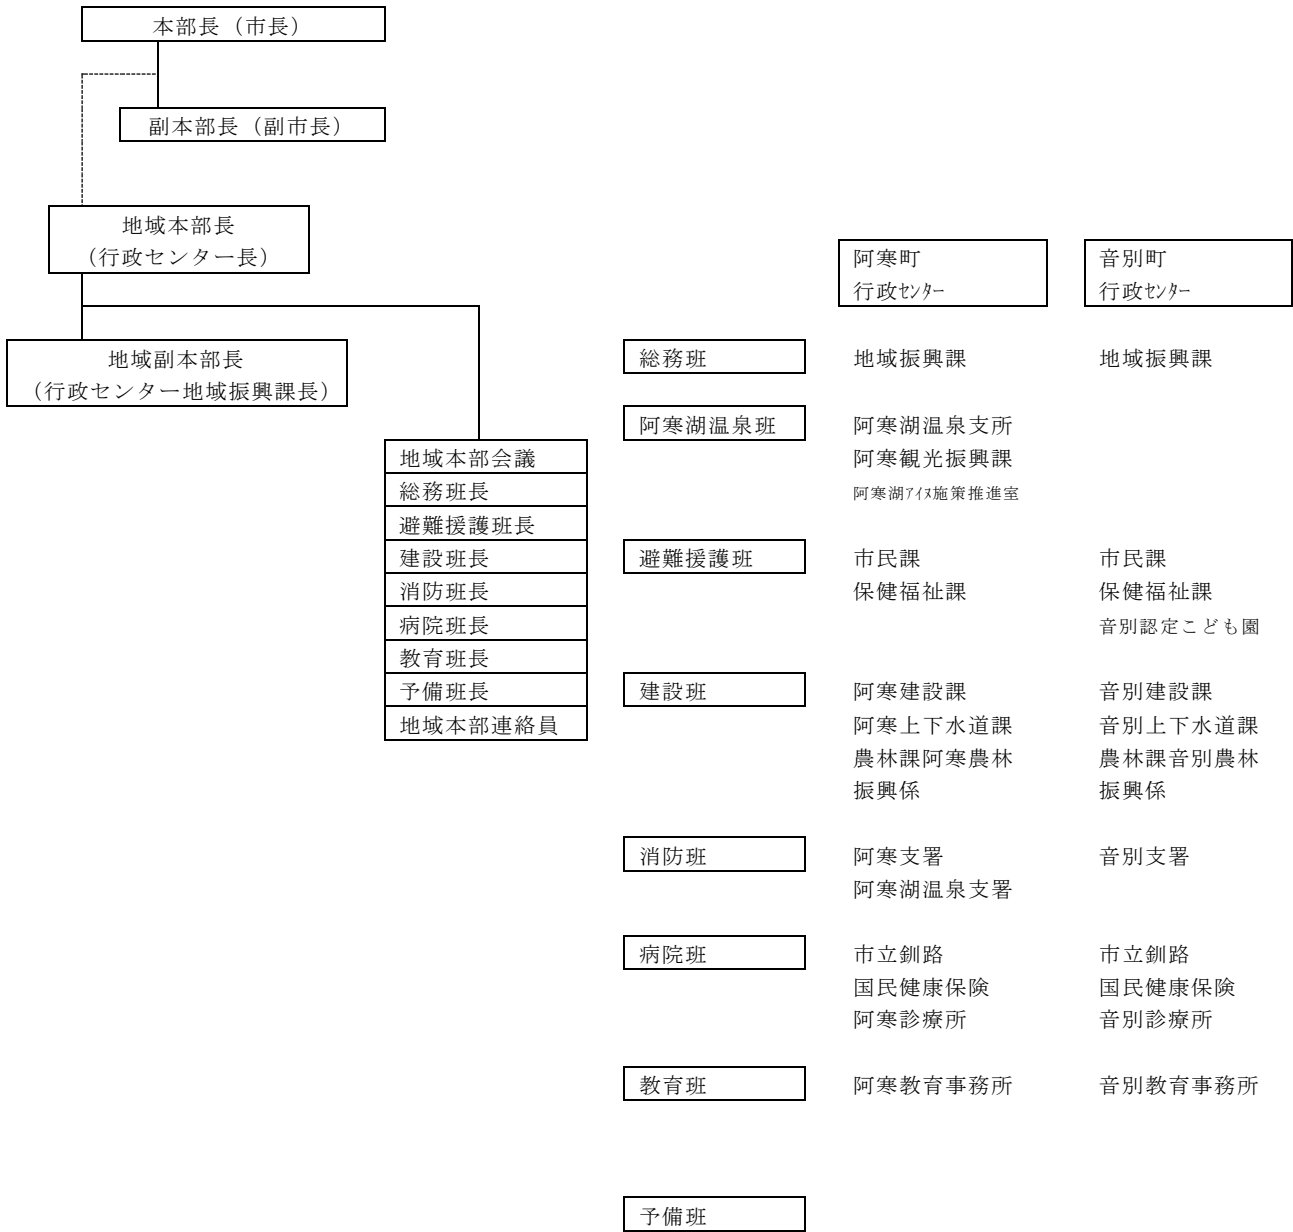 本部長（市長）
副本部長（副市長）
地域本部長
（行政センター長）
地域副本部長
（行政センター地域振興課長）
地域本部会議
総務班長
避難援護班長
建設班長
消防班長
病院班長
教育班長
予備班長
地域本部連絡員
阿寒町
行政ｾﾝﾀｰ
音別町
行政ｾﾝﾀｰ
総務班
地域振興課
地域振興課
阿寒湖温泉班
阿寒湖温泉支所
阿寒観光振興課
阿寒湖ｱｲﾇ施策推進室
避難援護班
市民課
保健福祉課
市民課
保健福祉課
音別認定こども園
建設班
阿寒建設課
阿寒上下水道課
農林課阿寒農林
振興係
音別建設課
音別上下水道課
農林課音別農林
振興係
消防班
阿寒支署
阿寒湖温泉支署
音別支署
病院班
市立釧路
国民健康保険
阿寒診療所
市立釧路
国民健康保険
音別診療所
教育班
阿寒教育事務所
音別教育事務所
予備班